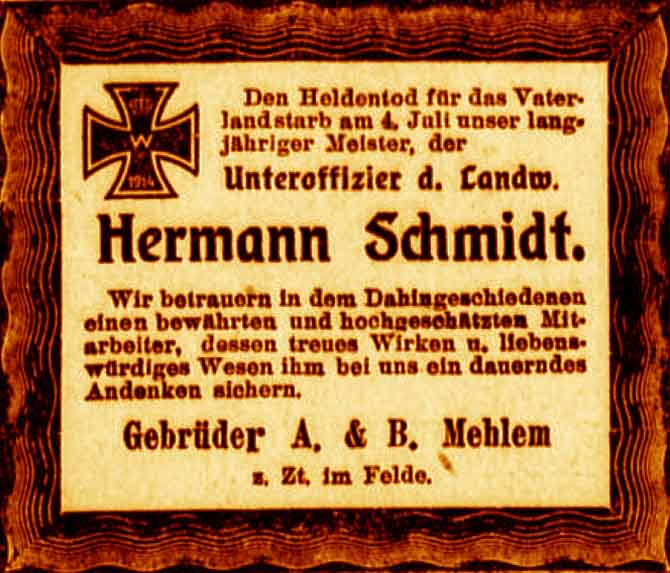 W
1914
Den Heldentod für das Vater-
land starb am 4. Juli unser lang-
jähriger Meister, der
Unteroffizier d. Landw.
Hermann Schmidt.
Wir betrauern in dem Dahingeschiedenen
einen bewährten und hochgeschätzten Mit-
arbeiter, dessen treues Wirken u. liebens-
würdiges Wesen ihm bei uns ein dauerndes
Andenken sichern.
Gebrüder A. & B. Mehlem
z. Zt. im Felde.